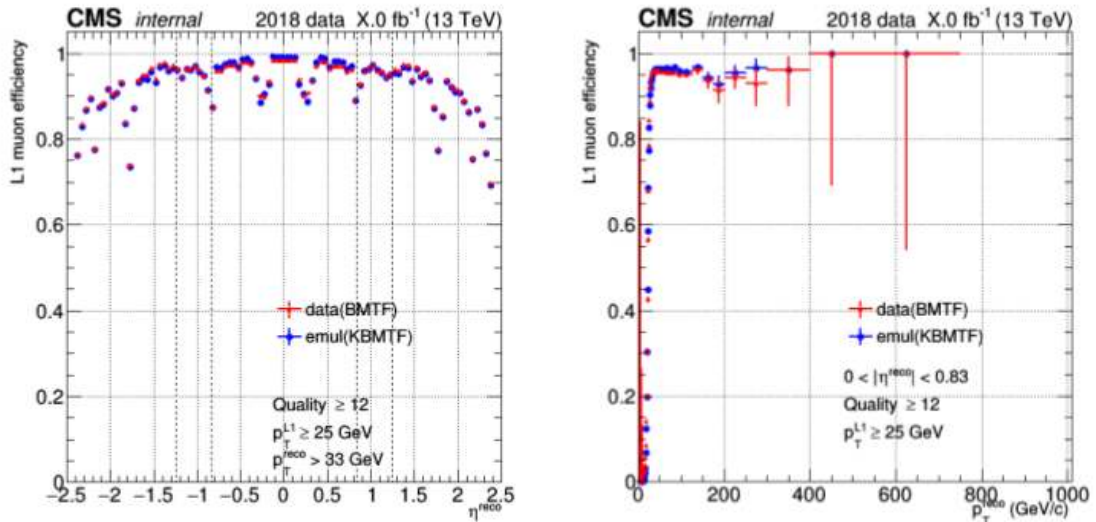 CMS internal 2018 data X.0 fb⁻¹ (13 TeV)
L1 muon efficiency
1
0.8
0.6
0.4
0.2
0
data(BMTF)
emul(KBMTF)
Quality ≥ 12
p_T^L1 ≥ 25 GeV
p_T^reco > 33 GeV
−2.5 −2 −1.5 −1 −0.5 0 0.5 1 1.5 2 2.5
η^reco
CMS internal 2018 data X.0 fb⁻¹ (13 TeV)
L1 muon efficiency
1
0.8
0.6
0.4
0.2
0
data(BMTF)
emul(KBMTF)
0 < |η^reco| < 0.83
Quality ≥ 12
p_T^L1 ≥ 25 GeV
0 200 400 600 800 1000
p_T^reco (GeV/c)